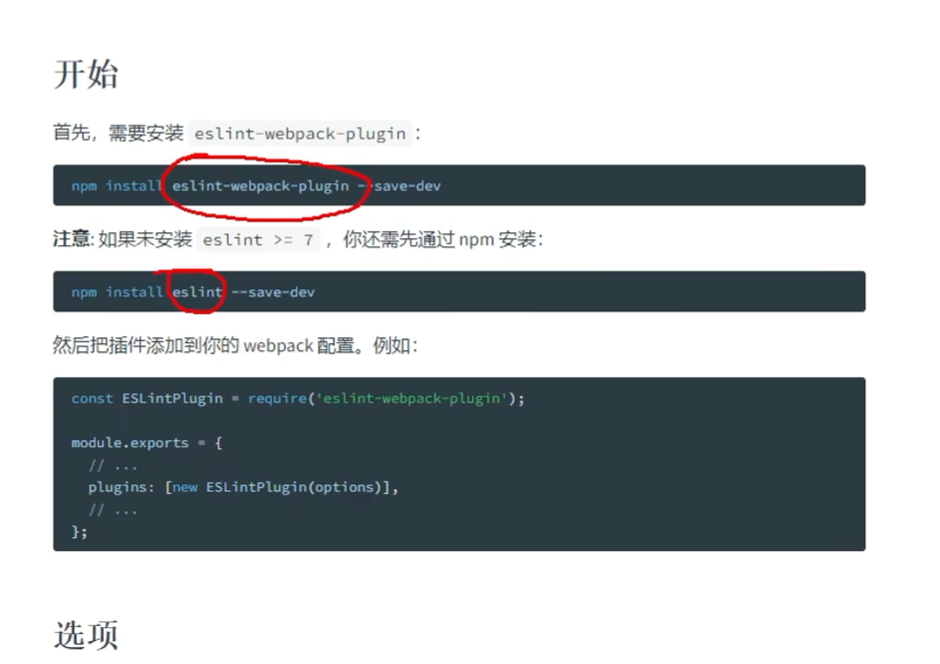 开始
首先，需要安装 eslint-webpack-plugin：
npm install eslint-webpack-plugin --save-dev
注意: 如果未安装 eslint >= 7 ，你还需先通过 npm 安装：
npm install eslint --save-dev
然后把插件添加到你的 webpack 配置。例如：
const ESLintPlugin = require('eslint-webpack-plugin');
module.exports = {
// ...
plugins: [new ESLintPlugin(options)],
// ...
};
选项